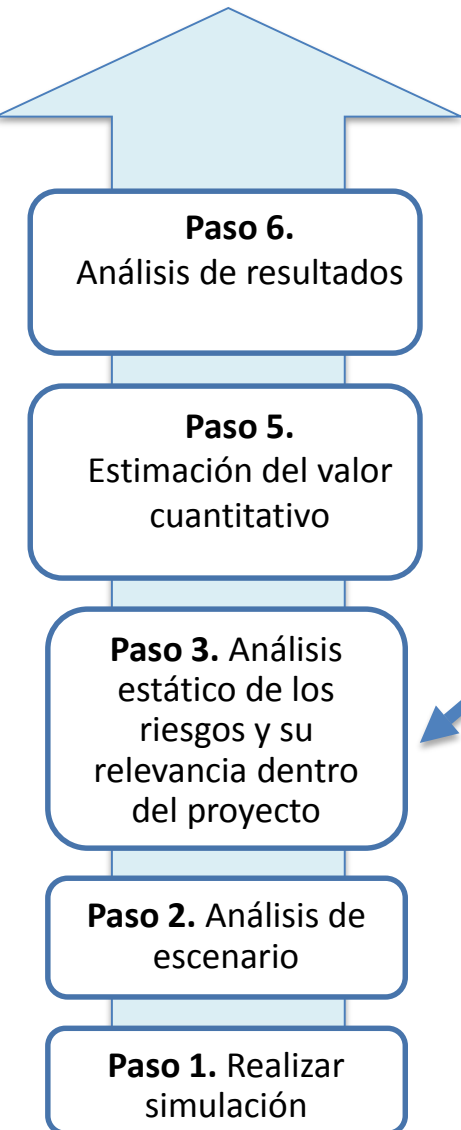 Paso 6.
Análisis de resultados
Paso 5.
Estimación del valor
cuantitativo
Paso 3. Análisis
estático de los
riesgos y su
relevancia dentro
del proyecto
Paso 2. Análisis de
escenario
Paso 1. Realizar
simulación